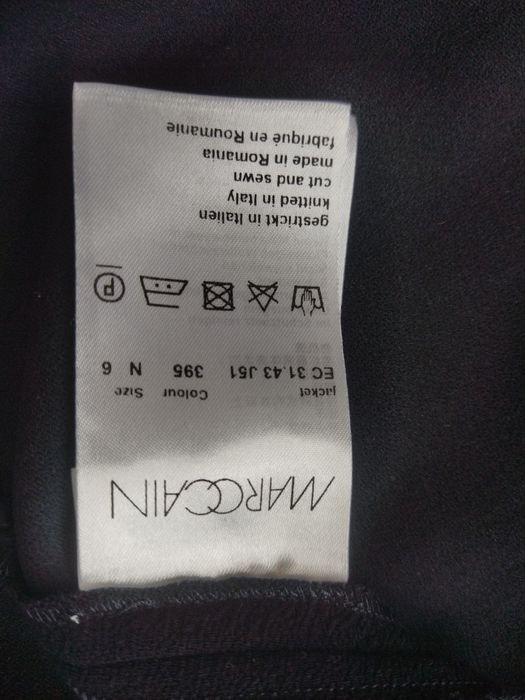 MARCCAIN
jacket Colour Size
EC 31.43 J51 395 N 6
P
gestrickt in Italien
knitted in Italy
cut and sewn
made in Romania
fabriqué en Roumanie